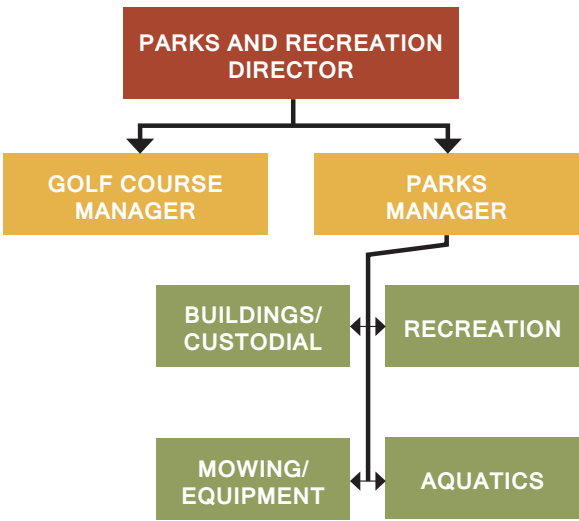 PARKS AND RECREATION
DIRECTOR
GOLF COURSE
MANAGER
PARKS
MANAGER
BUILDINGS/
CUSTODIAL
RECREATION
MOWING/
EQUIPMENT
AQUATICS